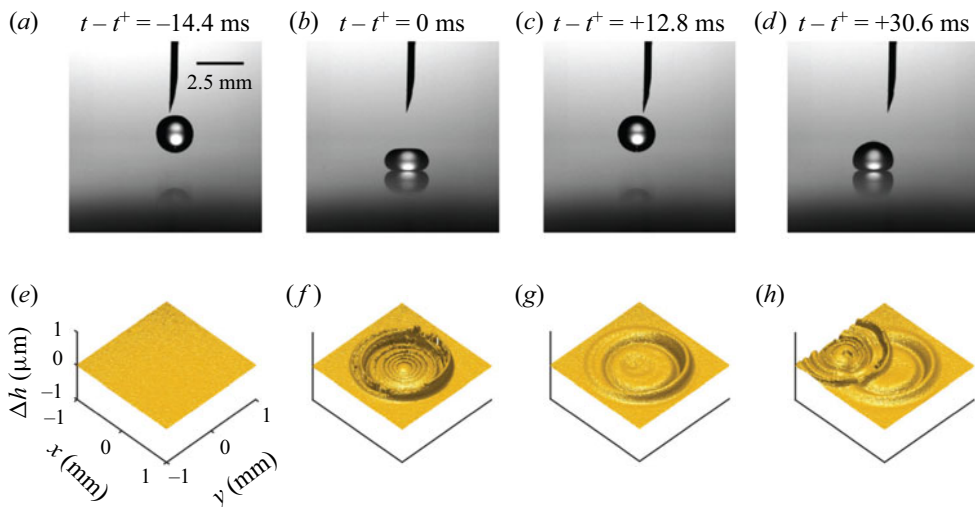 (a) t – t⁺ = –14.4 ms
(b) t – t⁺ = 0 ms
(c) t – t⁺ = +12.8 ms
(d) t – t⁺ = +30.6 ms
2.5 mm
(e)
(f)
(g)
(h)
1
0
–1
Δh (μm)
–1
0
1
x (mm)
–1
0
1
y (mm)